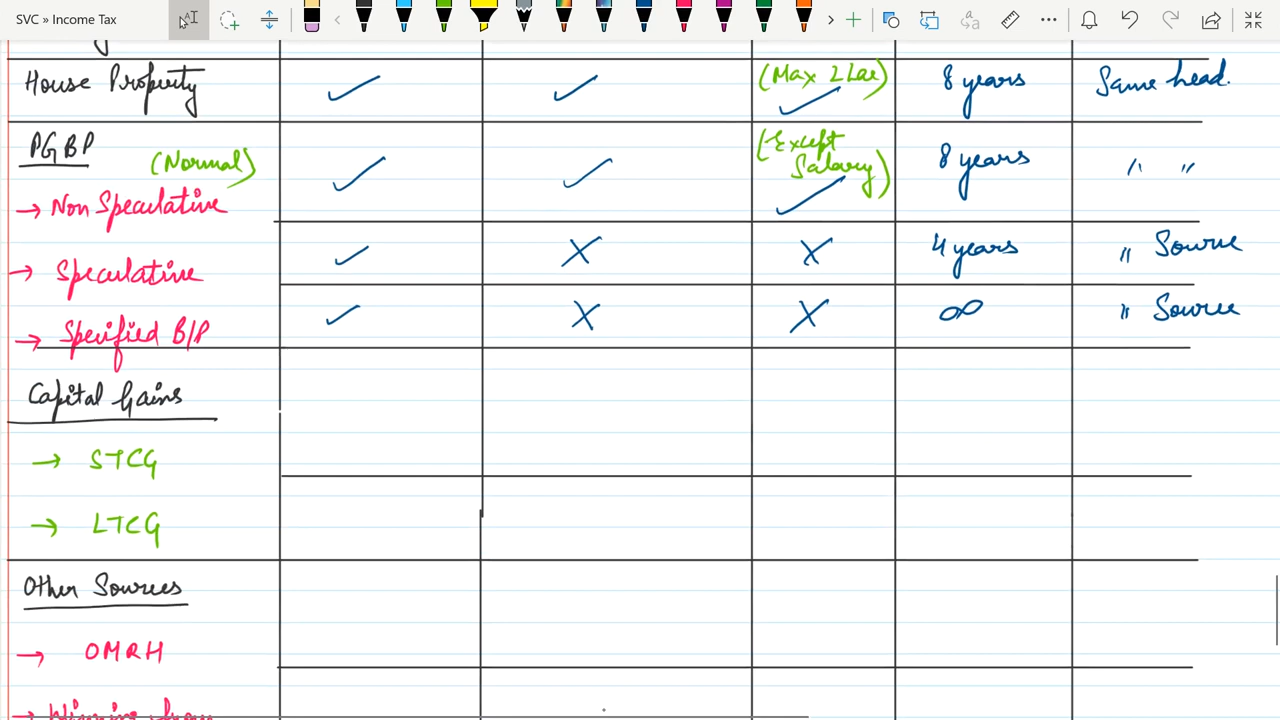 SVC » Income Tax
House Property (Max 2 Lac) 8 years Same head.
PGBP
(Normal) (Except Salary) 8 years " "
→ Non Speculative
→ Speculative 4 years " Source
→ Specified B/P ∞ " Source
Capital Gains
→ STCG
→ LTCG
Other Sources
→ OMRH